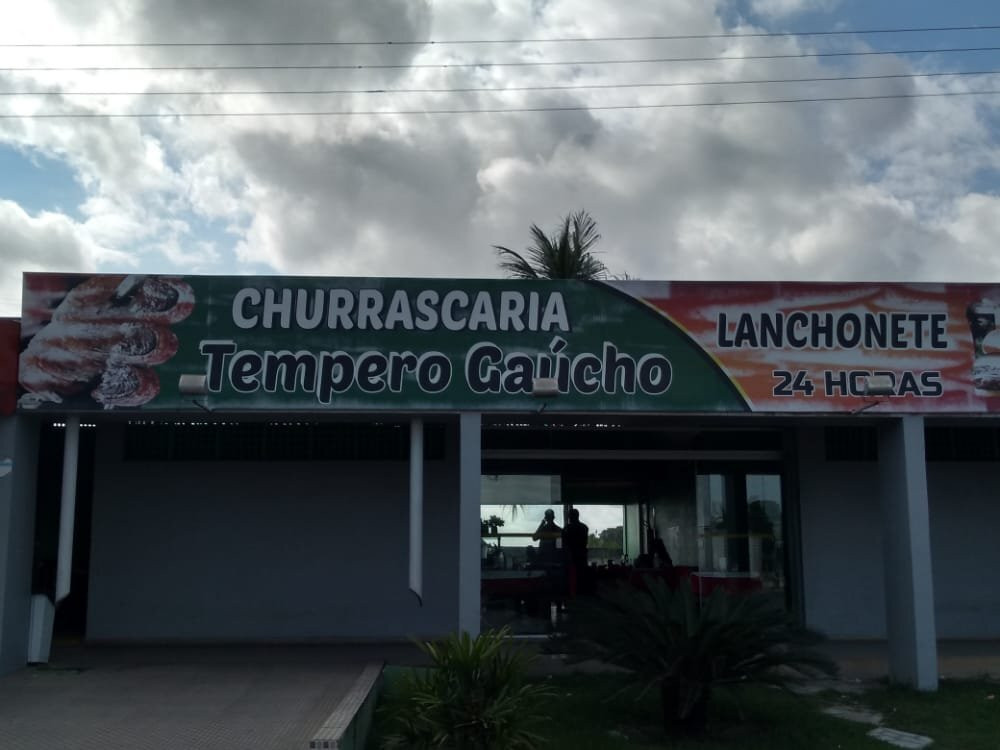 CHURRASCARIA
Tempero Gaúcho
LANCHONETE
24 HORAS